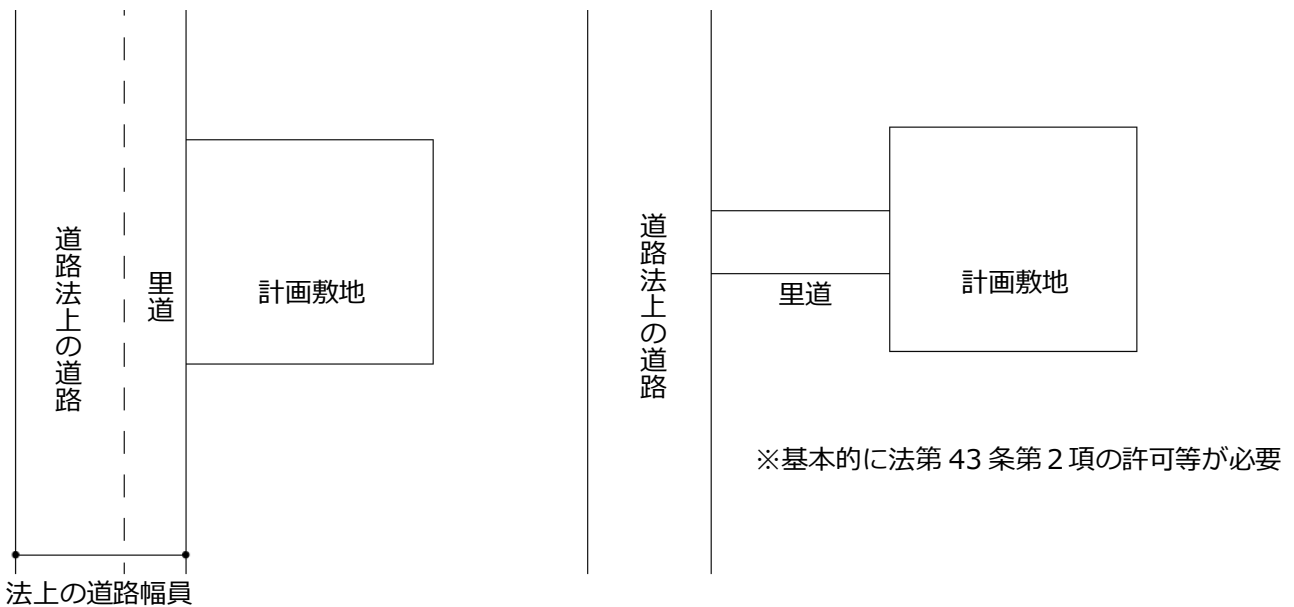 道路法上の道路
里道
計画敷地
法上の道路幅員
道路法上の道路
里道
計画敷地
※基本的に法第 43 条第２項の許可等が必要